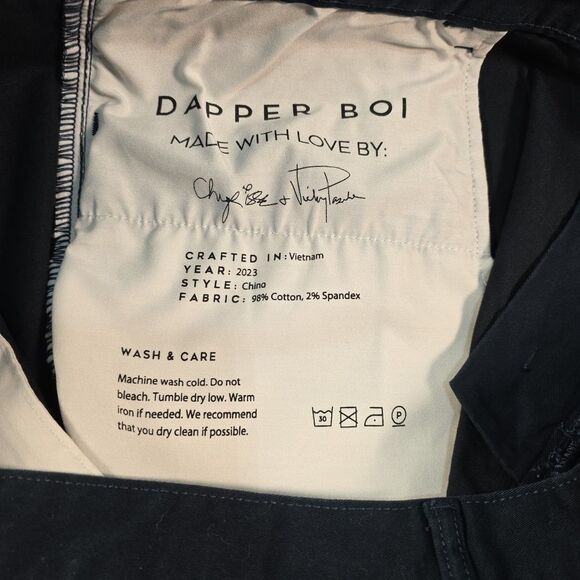 DAPPER BOI
MADE WITH LOVE BY:
CRAFTED IN: Vietnam
YEAR: 2023
STYLE: Chino
FABRIC: 98% Cotton, 2% Spandex
WASH & CARE
Machine wash cold. Do not
bleach. Tumble dry low. Warm
iron if needed. We recommend
that you dry clean if possible.
30 P